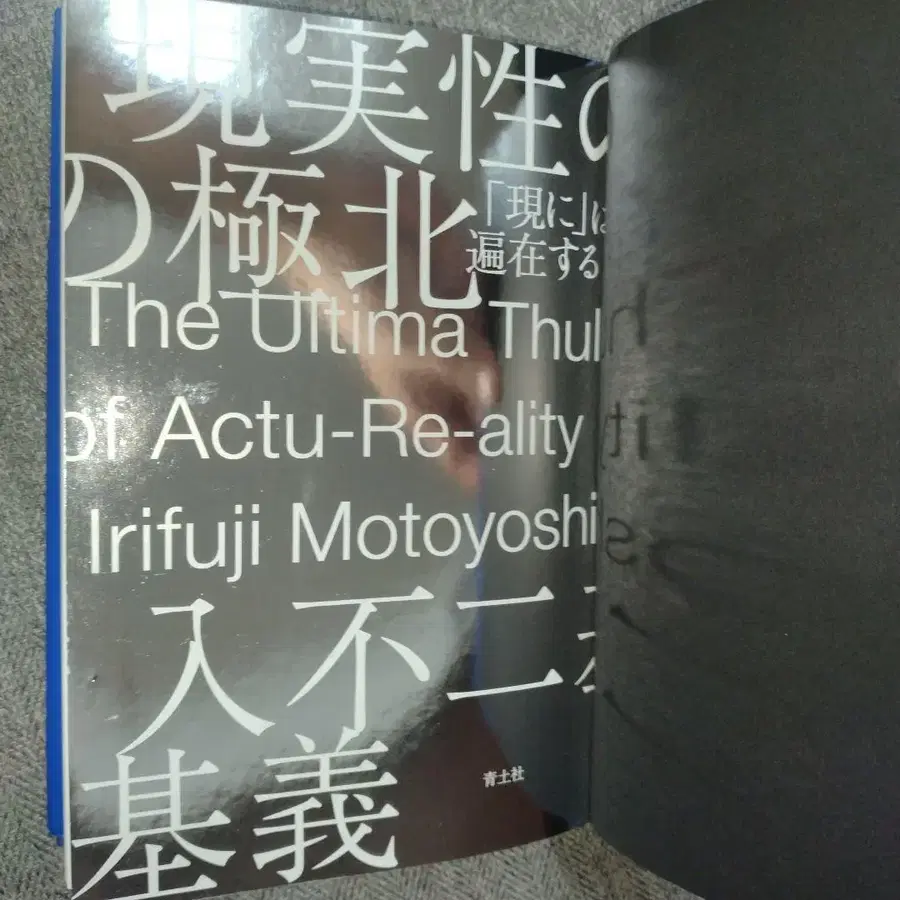 現実性の
の極北
「現に」は
遍在する
The Ultima Thul
of Actu-Re-ality
Irifuji Motoyoshi
入不二
基義
青土社